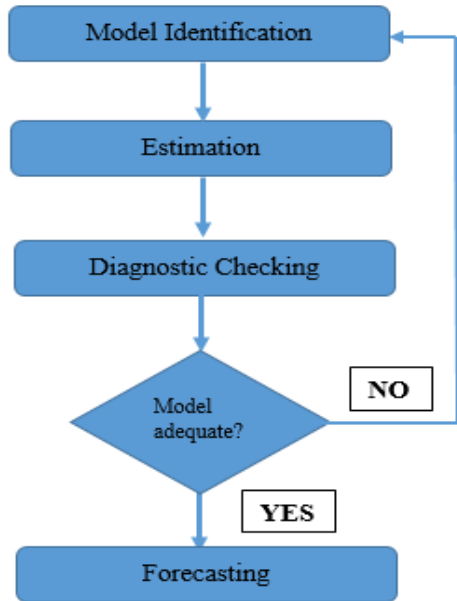 Model Identification
Estimation
Diagnostic Checking
Model
adequate?
NO
YES
Forecasting